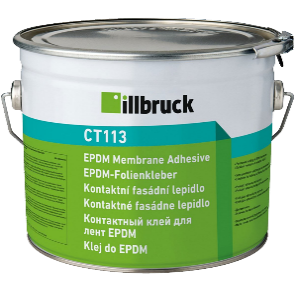 illbruck
CT113
EPDM Membrane Adhesive
EPDM-Folienkleber
Kontaktní fasádní lepidlo
Kontaktné fasádne lepidlo
Контактный клей для
лент EPDM
Klej do EPDM